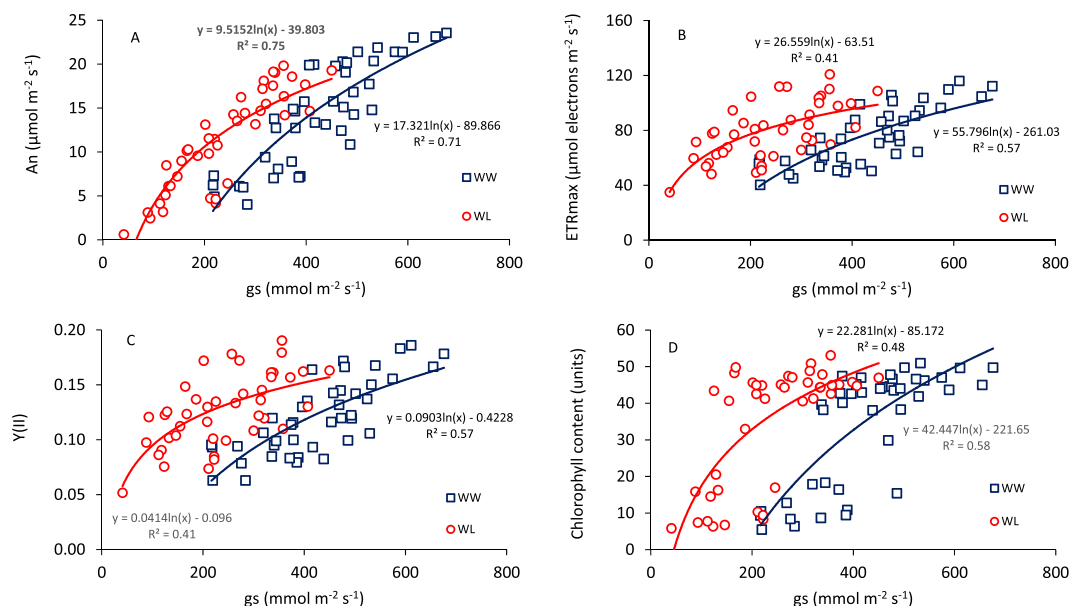 A
y = 9.5152ln(x) - 39.803
R² = 0.75
y = 17.321ln(x) - 89.866
R² = 0.71
WW
WL
An (µmol m⁻² s⁻¹)
25
20
15
10
5
0
0 200 400 600 800
gs (mmol m⁻² s⁻¹)
B
y = 26.559ln(x) - 63.51
R² = 0.41
y = 55.796ln(x) - 261.03
R² = 0.57
WW
WL
ETRmax (µmol electrons m⁻² s⁻¹)
160
120
80
40
0
0 200 400 600 800
gs (mmol m⁻² s⁻¹)
C
y = 0.0903ln(x) - 0.4228
R² = 0.57
y = 0.0414ln(x) - 0.096
R² = 0.41
WW
WL
Y(II)
0.20
0.15
0.10
0.05
0.00
0 200 400 600 800
gs (mmol m⁻² s⁻¹)
D
y = 22.281ln(x) - 85.172
R² = 0.48
y = 42.447ln(x) - 221.65
R² = 0.58
WW
WL
Chlorophyll content (units)
60
50
40
30
20
10
0
0 200 400 600 800
gs (mmol m⁻² s⁻¹)